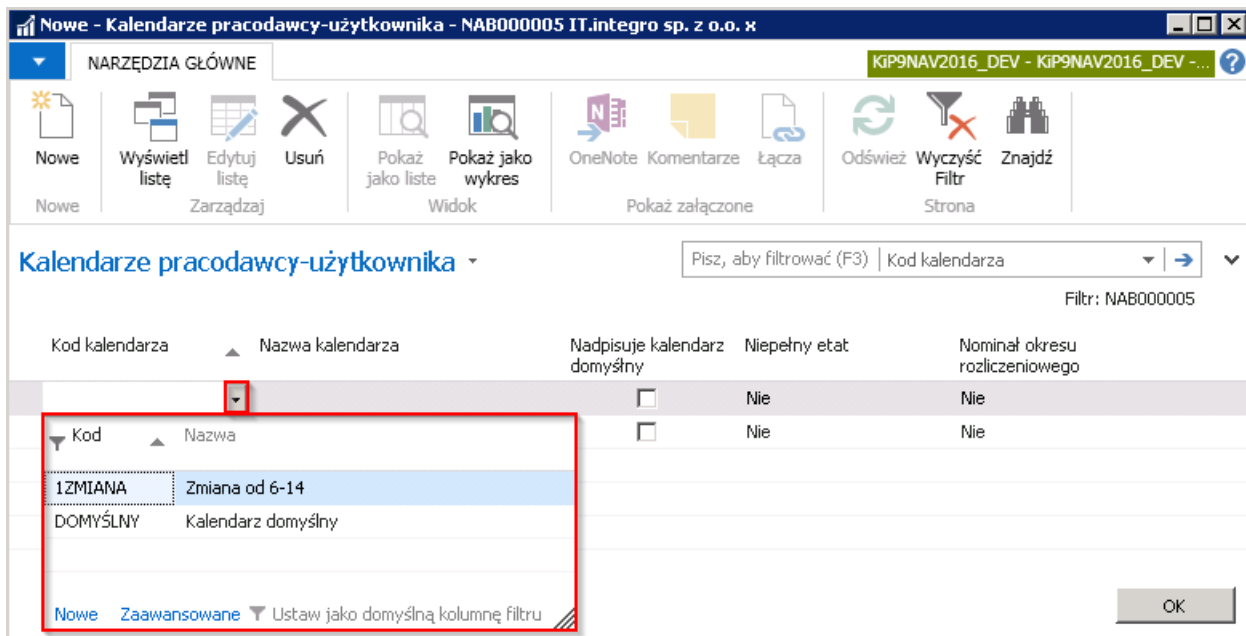 Nowe - Kalendarze pracodawcy-użytkownika - NAB000005 IT.integro sp. z o.o. x
NARZĘDZIA GŁÓWNE
KiP9NAV2016_DEV - KiP9NAV2016_DEV -...
Nowe
Wyświetl listę
Edytuj listę
Usuń
Pokaż jako liste
Pokaż jako wykres
OneNote
Komentarze
Łącza
Odśwież
Wyczyść Filtr
Znajdź
Nowe
Zarządzaj
Widok
Pokaż załączone
Strona
Kalendarze pracodawcy-użytkownika
Pisz, aby filtrować (F3)
Kod kalendarza
Filtr: NAB000005
Kod kalendarza
Nazwa kalendarza
Nadpisuje kalendarz domyślny
Niepełny etat
Nominał okresu rozliczeniowego
Nie
Nie
Kod
Nazwa
Nie
Nie
1ZMIANA
Zmiana od 6-14
DOMYŚLNY
Kalendarz domyślny
Nowe
Zaawansowane
Ustaw jako domyślną kolumnę filtru
OK